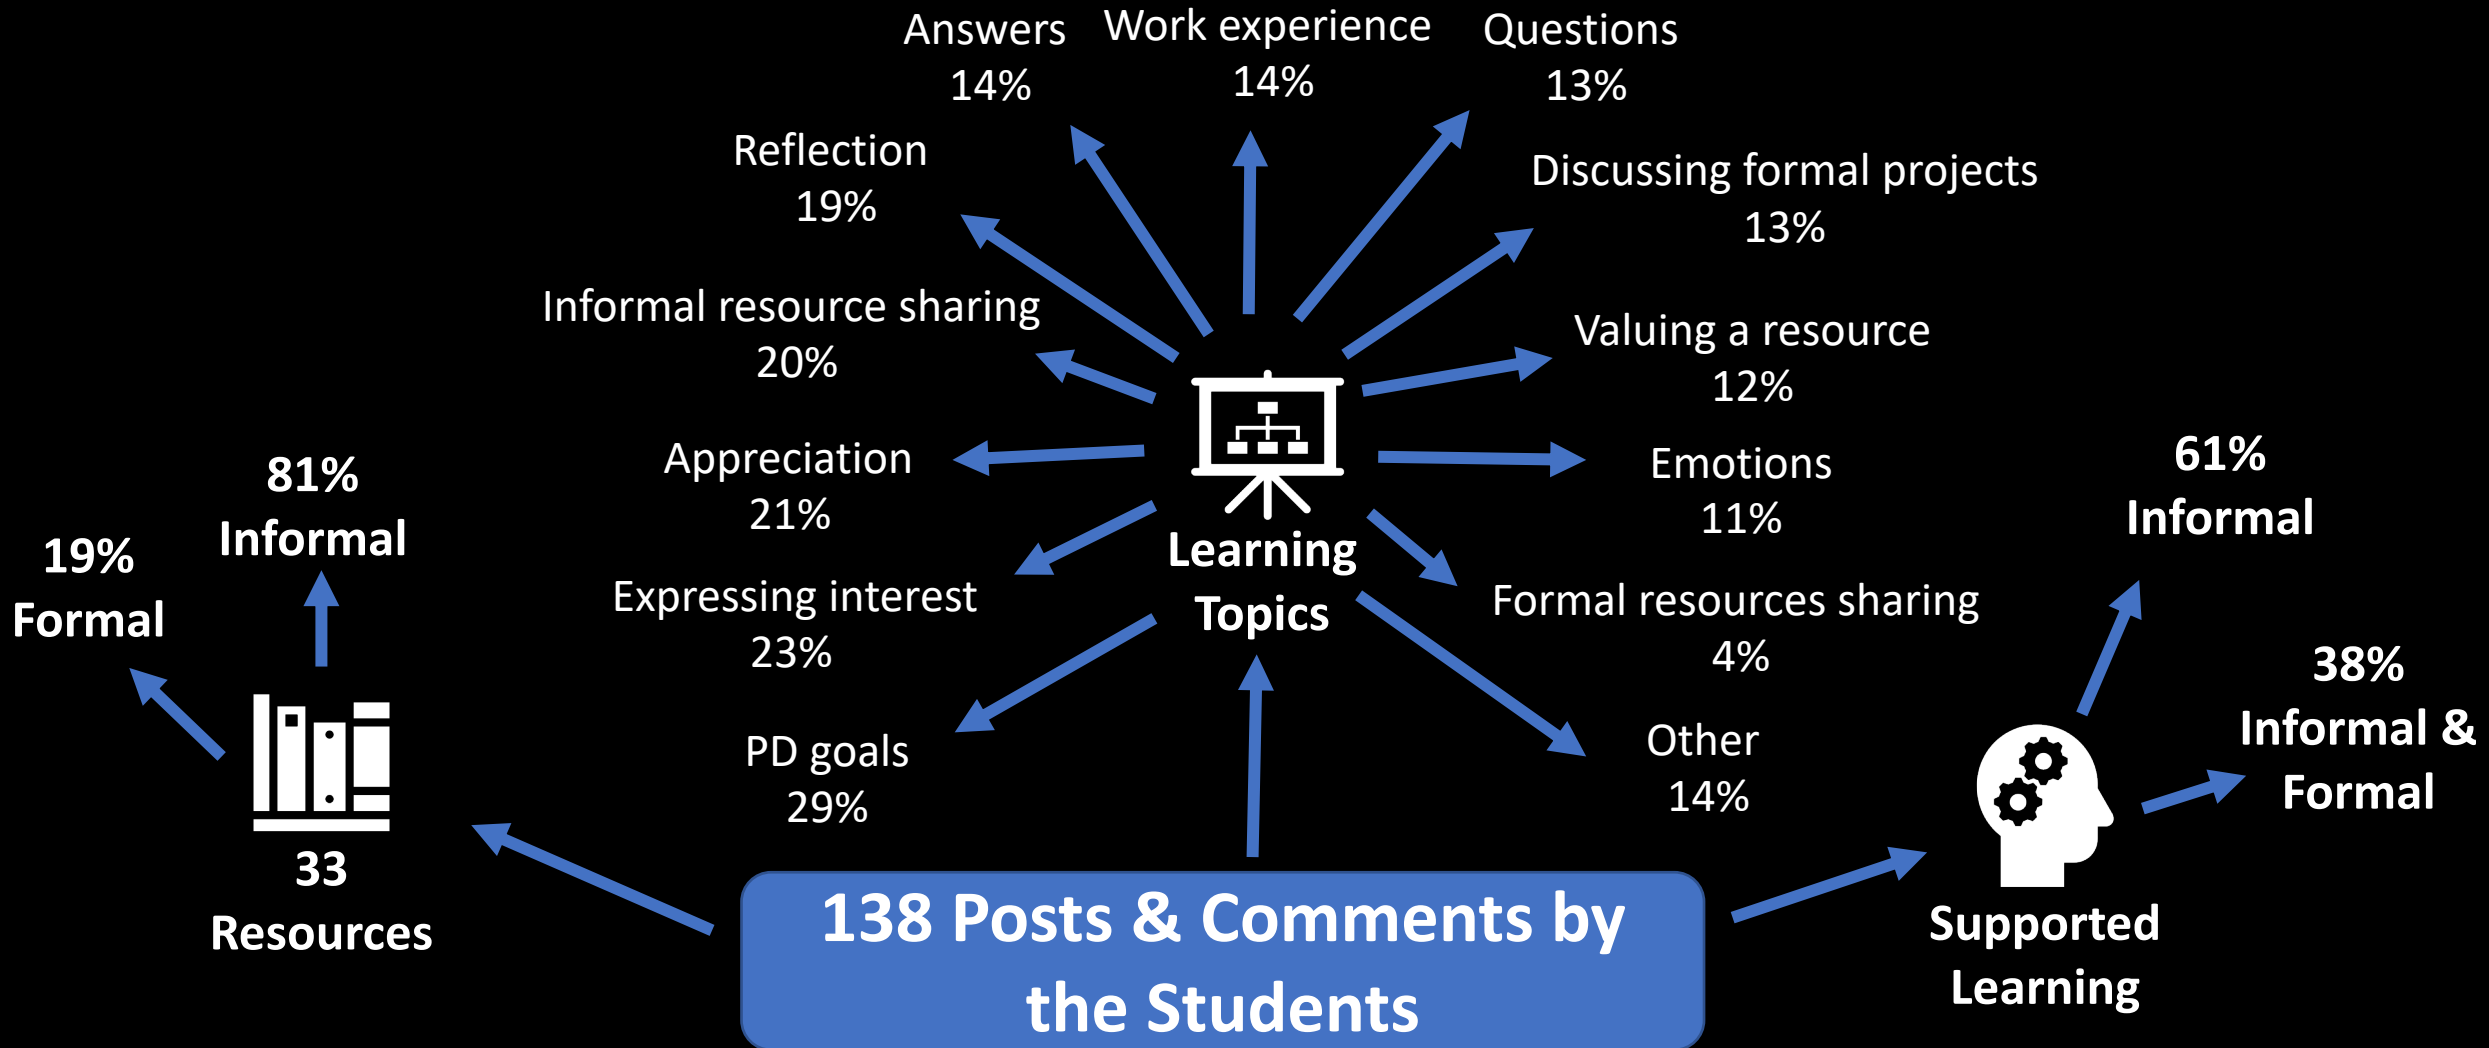 Answers
14%
Work experience
14%
Questions
13%
Reflection
19%
Discussing formal projects
13%
Informal resource sharing
20%
Valuing a resource
12%
Appreciation
21%
Emotions
11%
Expressing interest
23%
Formal resources sharing
4%
PD goals
29%
Other
14%
Learning
Topics
19%
Formal
81%
Informal
33
Resources
61%
Informal
38%
Informal &
Formal
Supported
Learning
138 Posts & Comments by
the Students